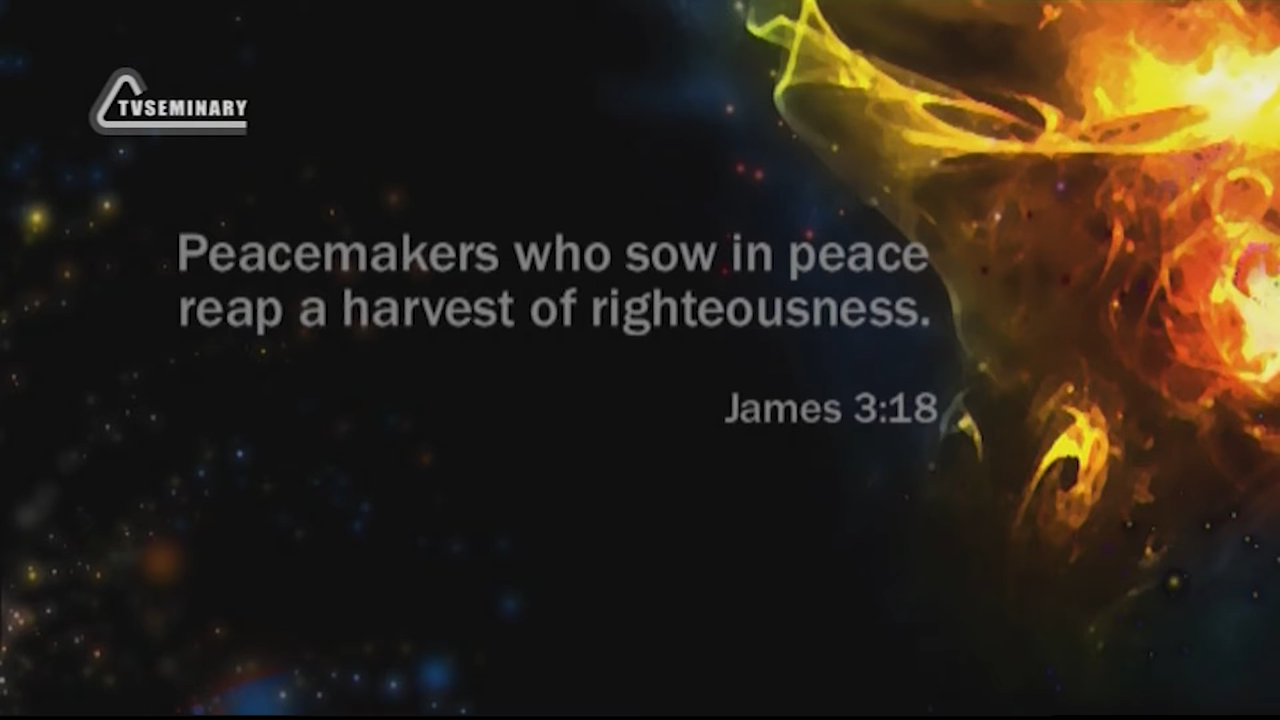 TVSEMINARY
Peacemakers who sow in peace
reap a harvest of righteousness.
James 3:18